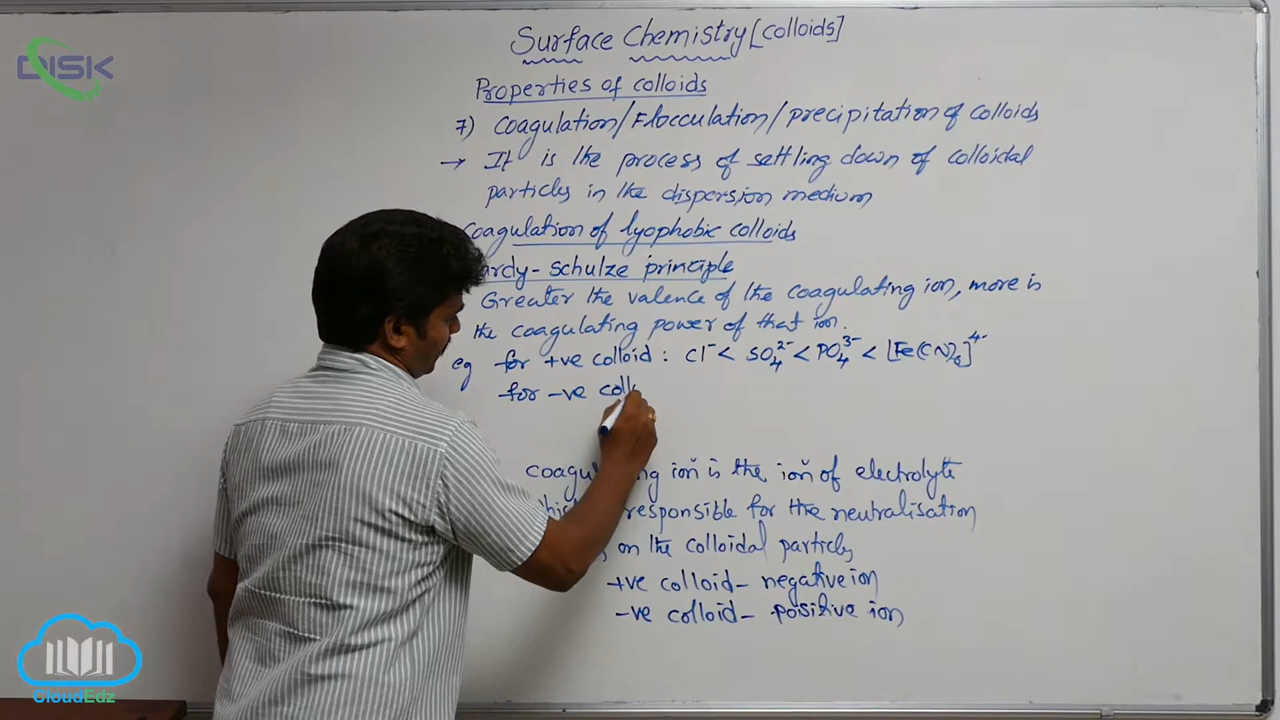 DISK
Surface Chemistry [colloids]
Properties of colloids
7) Coagulation/Flocculation/precipitation of colloids
→ It is the process of settling down of colloidal
particles in the dispersion medium
Coagulation of lyophobic colloids
ardy-schulze principle
Greater the valence of the coagulating ion, more is
the coagulating power of that ion.
eg for +ve colloid : Cl⁻ < SO₄²⁻ < PO₄³⁻ < [Fe(CN)₆]⁴⁻
for -ve coll
coagu ng ion is the ion of electrolyte
responsible for the neutralisation
on the colloidal particles
+ve colloid - negative ion
-ve colloid - positive ion
CloudEdz